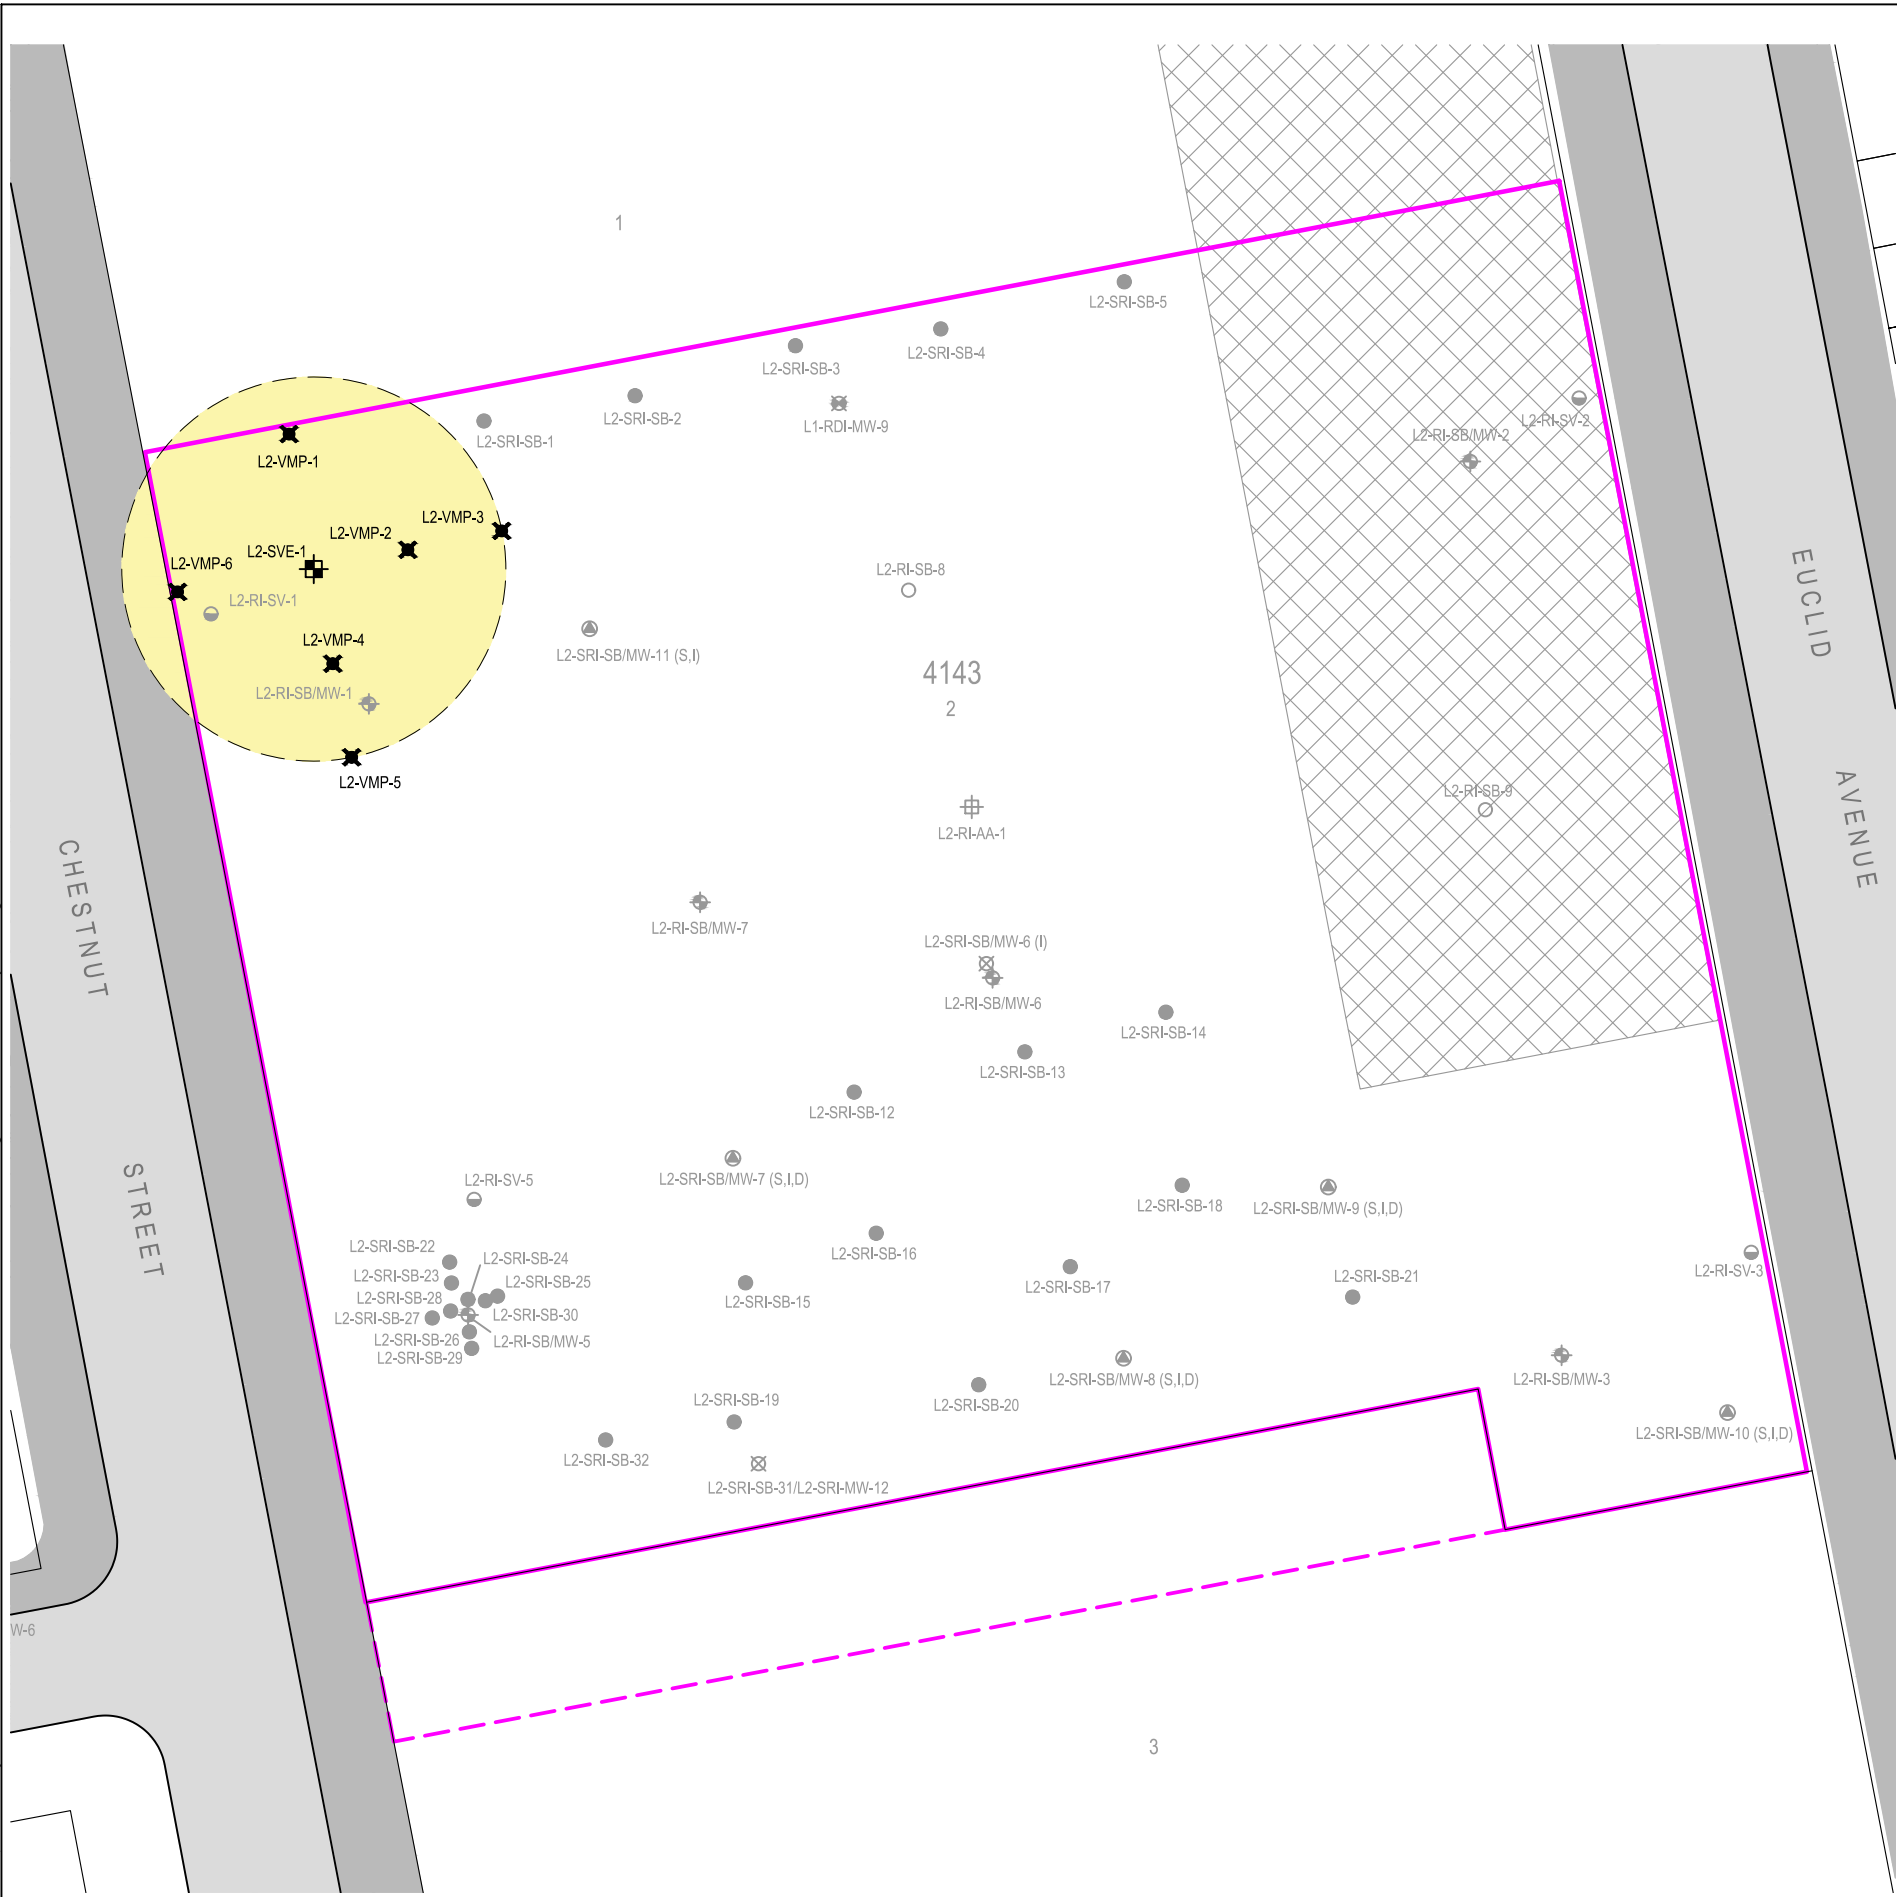 1
L2-SRI-SB-5
L2-SRI-SB-4
L2-SRI-SB-3
L2-SRI-SB-2
L1-RDI-MW-9
L2-SRI-SB-1
L2-RI-SV-2
L2-RI-SB/MW-2
L2-VMP-1
L2-VMP-3
L2-VMP-2
L2-SVE-1
L2-VMP-6
L2-RI-SV-1
L2-VMP-4
L2-RI-SB/MW-1
L2-VMP-5
L2-RI-SB-8
L2-SRI-SB/MW-11 (S,I)
4143
2
EUCLID
AVENUE
L2-RI-SB-9
L2-RI-AA-1
CHESTNUT
STREET
L2-RI-SB/MW-7
L2-SRI-SB/MW-6 (I)
L2-RI-SB/MW-6
L2-SRI-SB-14
L2-SRI-SB-13
L2-SRI-SB-12
L2-SRI-SB/MW-7 (S,I,D)
L2-RI-SV-5
L2-SRI-SB-18
L2-SRI-SB/MW-9 (S,I,D)
L2-SRI-SB-16
L2-SRI-SB-22
L2-SRI-SB-24
L2-SRI-SB-23
L2-SRI-SB-25
L2-SRI-SB-28
L2-SRI-SB-27
L2-SRI-SB-30
L2-SRI-SB-26
L2-RI-SB/MW-5
L2-SRI-SB-29
L2-SRI-SB-15
L2-SRI-SB-17
L2-SRI-SB-21
L2-RI-SV-3
L2-SRI-SB/MW-8 (S,I,D)
L2-RI-SB/MW-3
L2-SRI-SB-19
L2-SRI-SB-20
L2-SRI-SB/MW-10 (S,I,D)
L2-SRI-SB-32
L2-SRI-SB-31/L2-SRI-MW-12
W-6
3